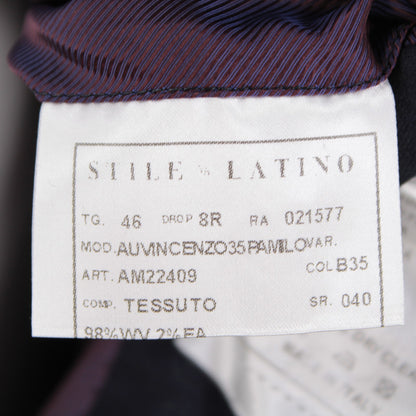 STILE LATINO
TG. 46 DROP 8R RA 021577
MOD. AUVINCENZO35PAMILO VAR.
ART. AM22409 COL B35
COMP. TESSUTO SR. 040
98%WV 2%EA